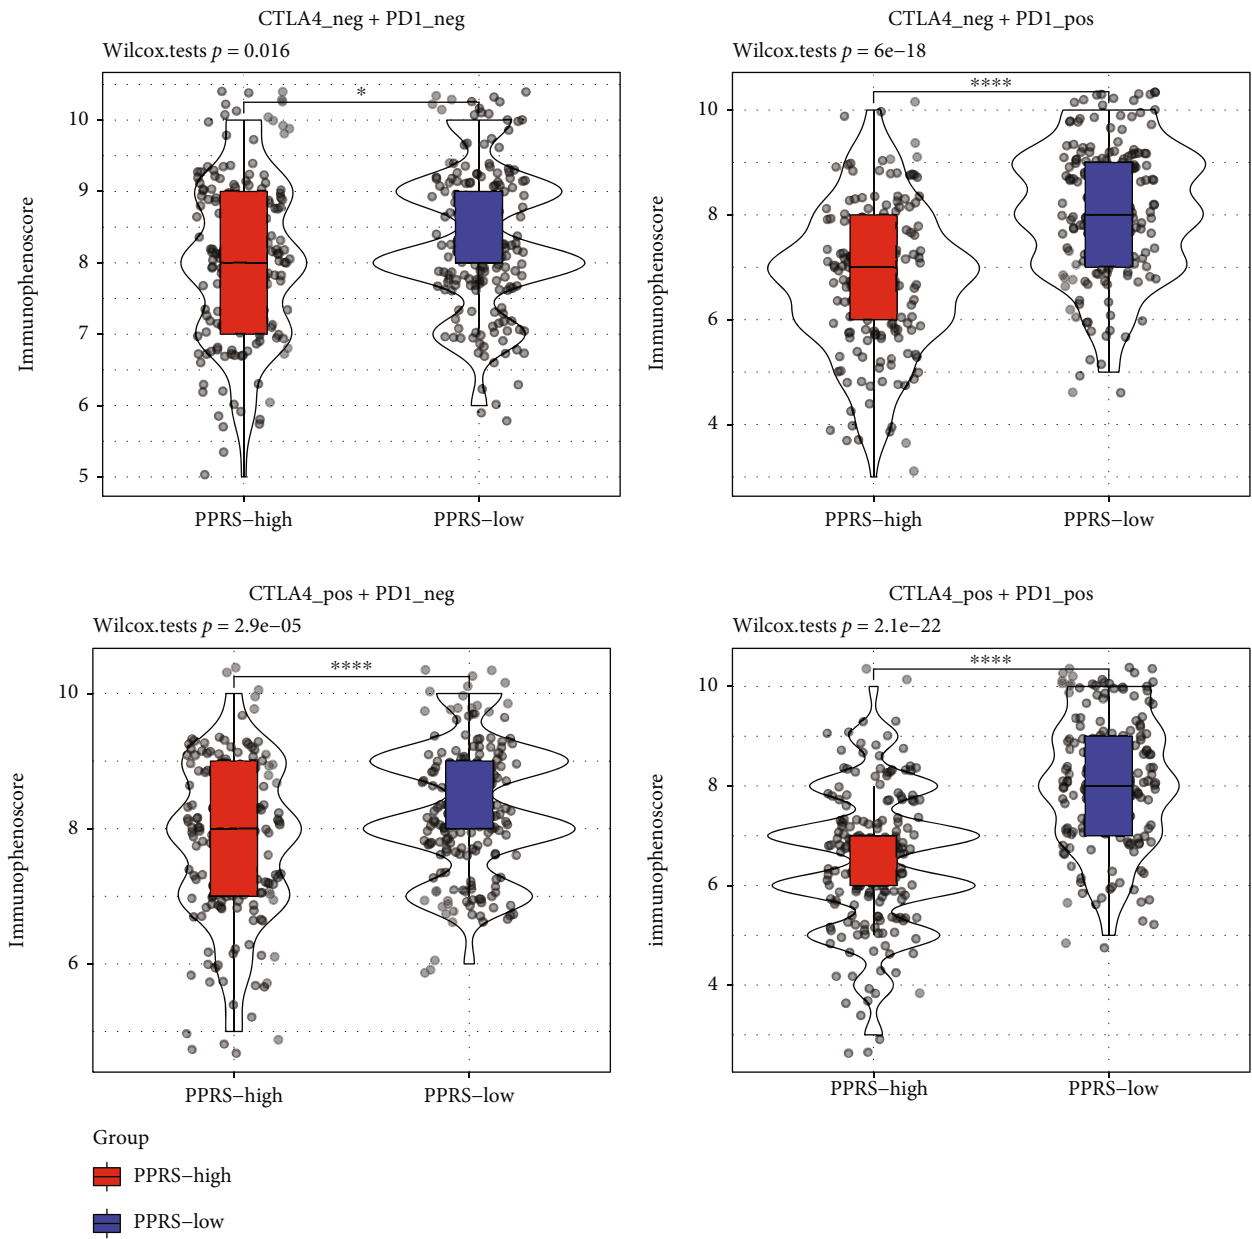 CTLA4_neg + PD1_neg
Wilcox.tests p = 0.016
*
Immunophenoscore
10
9
8
7
6
5
PPRS−high
PPRS−low
CTLA4_neg + PD1_pos
Wilcox.tests p = 6e−18
****
Immunophenoscore
10
8
6
4
PPRS−high
PPRS−low
CTLA4_pos + PD1_neg
Wilcox.tests p = 2.9e−05
****
Immunophenoscore
10
8
6
PPRS−high
PPRS−low
CTLA4_pos + PD1_pos
Wilcox.tests p = 2.1e−22
****
immunophenoscore
10
8
6
4
PPRS−high
PPRS−low
Group
PPRS−high
PPRS−low